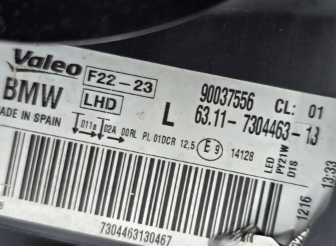 Valeo F22-23 90037556 CL: 01
BMW LHD L 63.11-7304463-13
MADE IN SPAIN 011a 02A 00RL PL 01DCR 12,5 E9 14128
LED
PY21W
D1S
1216 13:33
7304463130467